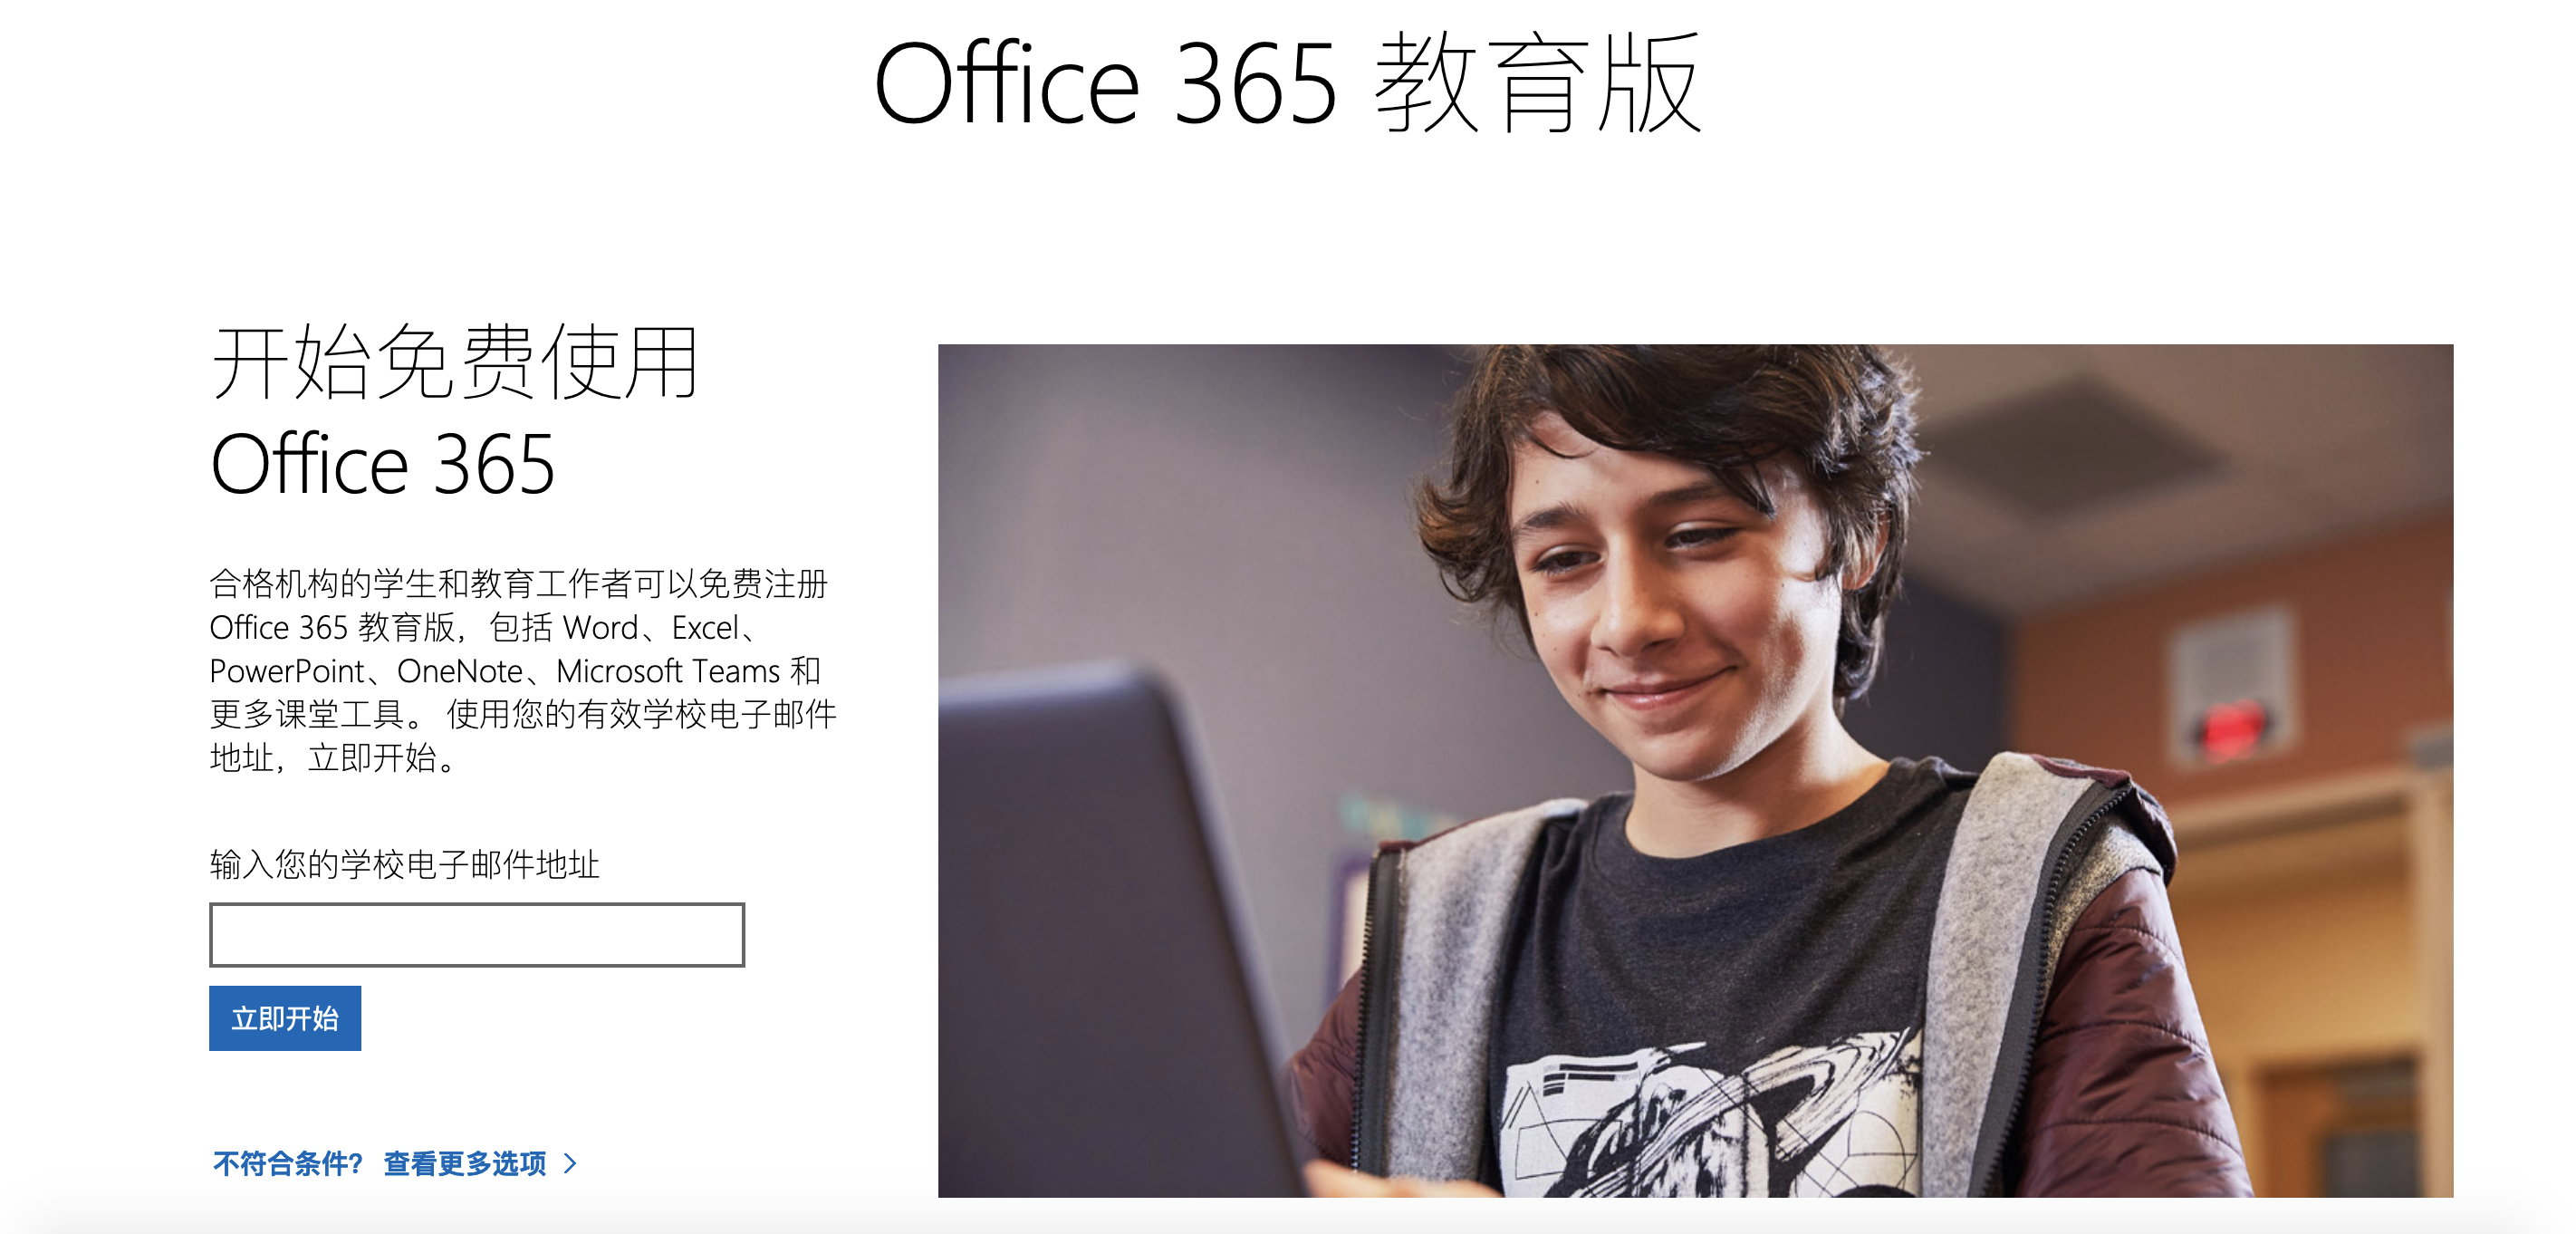 Office 365 教育版
开始免费使用
Office 365
合格机构的学生和教育工作者可以免费注册
Office 365 教育版，包括 Word、Excel、
PowerPoint、OneNote、Microsoft Teams 和
更多课堂工具。 使用您的有效学校电子邮件
地址，立即开始。
输入您的学校电子邮件地址
立即开始
不符合条件? 查看更多选项 >